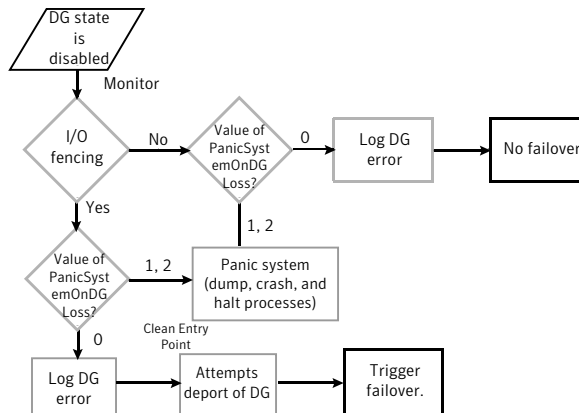 DG state
is
disabled
Monitor
I/O
fencing
No
Value of
PanicSyst
emOnDG
Loss?
0
Log DG
error
No failover
Yes
1, 2
Value of
PanicSyst
emOnDG
Loss?
1, 2
Panic system
(dump, crash, and
halt processes)
0
Clean Entry
Point
Log DG
error
Attempts
deport of DG
Trigger
failover.